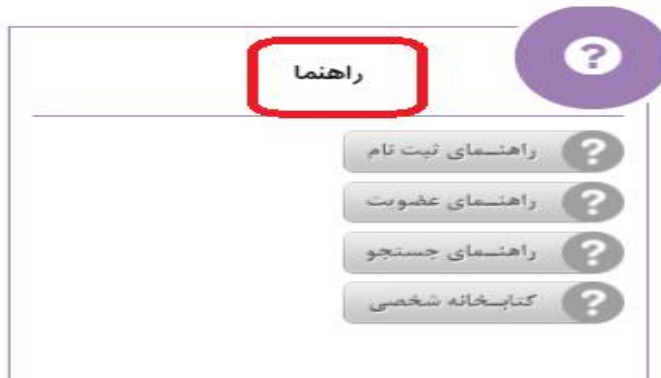 راهنما
راهنمای ثبت نام
راهنمای عضویت
راهنمای جستجو
کتابخانه شخصی